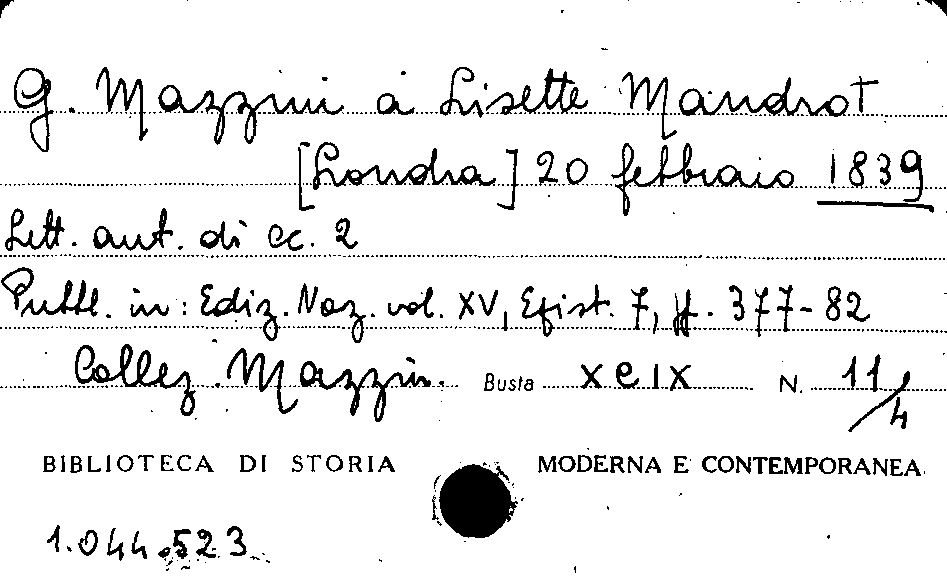 G. Mazzini a Lisette Mandrot
[Londra] 20 febbraio 1839
Lett. aut. di cc. 2
Pubbl. in: Ediz. Naz. vol. XV, Epist. 7, pp. 377-82
Collez. Mazzin. Busta XCIX N. 11/4
BIBLIOTECA DI STORIA MODERNA E CONTEMPORANEA
1.044.523